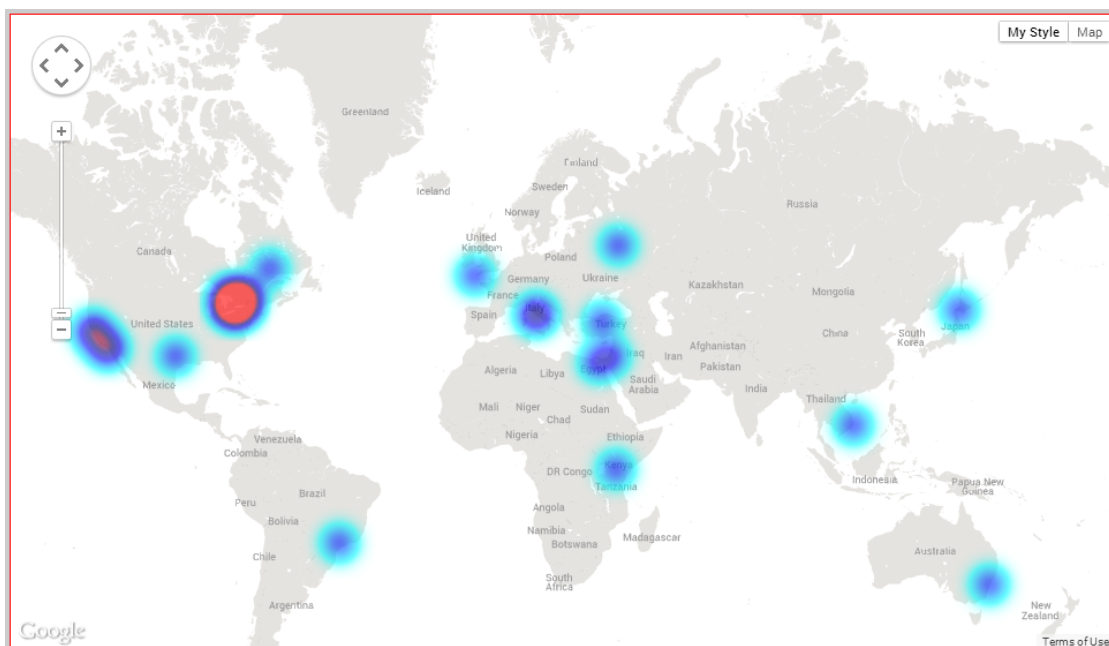 My Style
Map
Greenland
Iceland
Finland
Sweden
Norway
Russia
United
Kingdom
Canada
Poland
Germany
Ukraine
Kazakhstan
Mongolia
France
Italy
Spain
Turkey
United States
South
Korea
Japan
China
Afghanistan
Iraq
Iran
Pakistan
Algeria
Libya
Egypt
Saudi
Arabia
India
Mexico
Mali
Niger
Chad
Sudan
Thailand
Nigeria
Ethiopia
Venezuela
Colombia
DR Congo
Kenya
Tanzania
Indonesia
Papua New
Guinea
Peru
Brazil
Angola
Bolivia
Namibia
Botswana
Madagascar
Chile
Australia
South
Africa
Argentina
New
Zealand
Google
Terms of Use
+
−